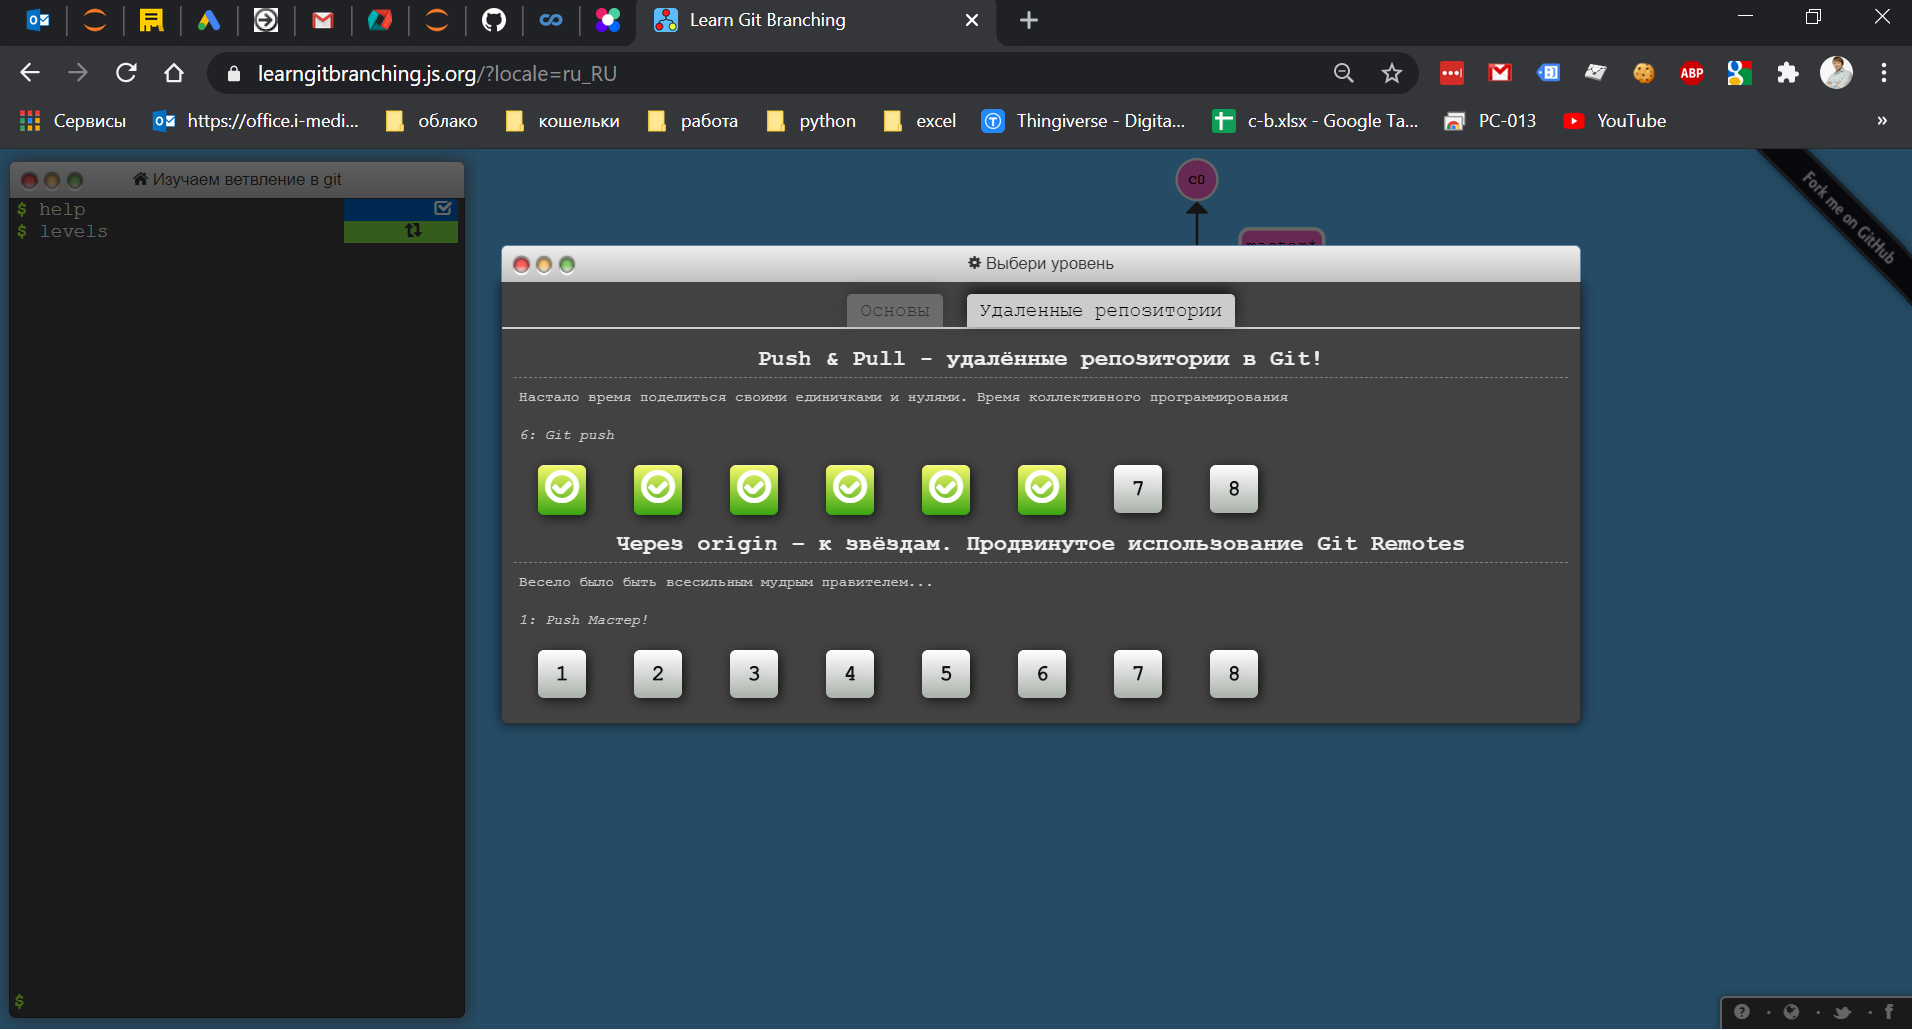 Learn Git Branching
learngitbranching.js.org/?locale=ru_RU
ABP
Сервисы
https://office.i-medi...
облако
кошельки
работа
python
excel
Thingiverse - Digita...
c-b.xlsx - Google Ta...
PC-013
YouTube
»
Изучаем ветвление в git
$ help
$ levels
$
c0
master*
Fork me on GitHub
Выбери уровень
Основы
Удаленные репозитории
Push & Pull - удалённые репозитории в Git!
Настало время поделиться своими единичками и нулями. Время коллективного программирования
6: Git push
7 8
Через origin – к звёздам. Продвинутое использование Git Remotes
Весело было быть всесильным мудрым правителем...
1: Push Мастер!
1 2 3 4 5 6 7 8